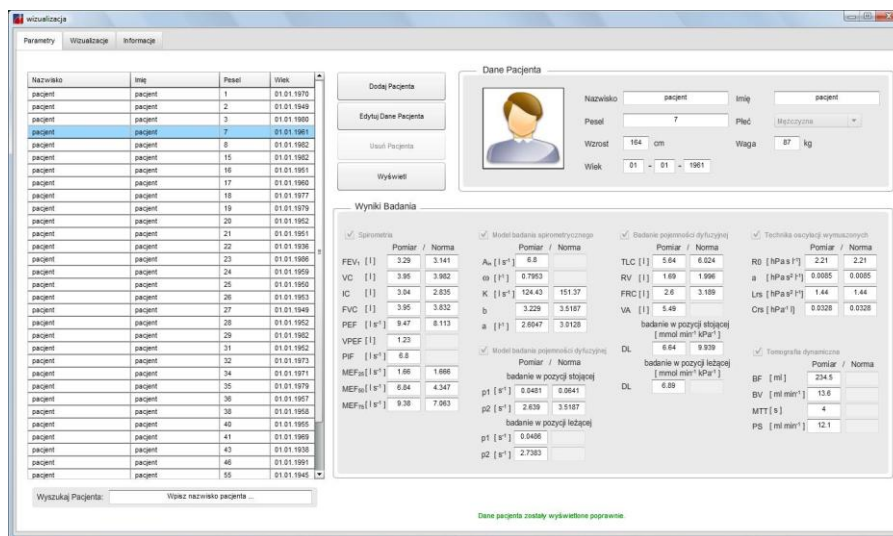 wizualizacja
Parametry Wizualizacje Informacje
Nazwisko Imię Pesel Wiek
pacjent pacjent 1 01.01.1970
pacjent pacjent 2 01.01.1949
pacjent pacjent 3 01.01.1980
pacjent pacjent 7 01.01.1961
pacjent pacjent 8 01.01.1982
pacjent pacjent 15 01.01.1982
pacjent pacjent 16 01.01.1951
pacjent pacjent 17 01.01.1960
pacjent pacjent 18 01.01.1977
pacjent pacjent 19 01.01.1979
pacjent pacjent 20 01.01.1952
pacjent pacjent 21 01.01.1951
pacjent pacjent 22 01.01.1936
pacjent pacjent 23 01.01.1986
pacjent pacjent 24 01.01.1959
pacjent pacjent 25 01.01.1950
pacjent pacjent 26 01.01.1953
pacjent pacjent 27 01.01.1949
pacjent pacjent 28 01.01.1952
pacjent pacjent 29 01.01.1982
pacjent pacjent 31 01.01.1952
pacjent pacjent 32 01.01.1973
pacjent pacjent 34 01.01.1971
pacjent pacjent 35 01.01.1979
pacjent pacjent 36 01.01.1957
pacjent pacjent 38 01.01.1958
pacjent pacjent 40 01.01.1955
pacjent pacjent 41 01.01.1969
pacjent pacjent 43 01.01.1938
pacjent pacjent 46 01.01.1991
pacjent pacjent 55 01.01.1945
Wyszukaj Pacjenta: Wpisz nazwisko pacjenta ...
Dodaj Pacjenta
Edytuj Dane Pacjenta
Usuń Pacjenta
Wyświetl
Dane Pacjenta
Nazwisko pacjent Imię pacjent
Pesel 7 Płeć Mężczyzna
Wzrost 164 cm Waga 87 kg
Wiek 01 - 01 - 1961
Wyniki Badania
Spirometria
Pomiar / Norma
FEV₁ [l] 3.29 3.141
VC [l] 3.95 3.982
IC [l] 3.04 2.835
FVC [l] 3.95 3.832
PEF [l s⁻¹] 9.47 8.113
VPEF [l] 1.23
PIF [l s⁻¹] 6.8
MEF₂₅ [l s⁻¹] 1.66 1.666
MEF₅₀ [l s⁻¹] 6.84 4.347
MEF₇₅ [l s⁻¹] 9.38 7.063
Model badania spirometrycznego
Pomiar / Norma
[l s⁻¹] 6.8
ω [l⁻¹] 0.7953
K [l s⁻¹] 124.43 151.37
b 3.229 3.5187
a [l⁻¹] 2.6047 3.0128
Model badania pojemności dyfuzyjnej
Pomiar / Norma
badanie w pozycji stojącej
p1 [s⁻¹] 0.0481 0.0641
p2 [s⁻¹] 2.639 3.5187
badanie w pozycji leżącej
p1 [s⁻¹] 0.0486
p2 [s⁻¹] 2.7383
Badanie pojemności dyfuzyjnej
Pomiar / Norma
TLC [l] 5.64 6.024
RV [l] 1.69 1.996
FRC [l] 2.6 3.189
VA [l] 5.49
badanie w pozycji stojącej
[ mmol min⁻¹ kPa⁻¹ ]
DL 6.64 9.939
badanie w pozycji leżącej
[ mmol min⁻¹ kPa⁻¹ ]
DL 6.89
Technika oscylacji wymuszonych
Pomiar / Norma
R0 [ hPa s l⁻¹] 2.21 2.21
a [ hPa s² l⁻¹] 0.0085 0.0085
Lrs [ hPa s² l⁻¹] 1.44 1.44
Crs [ hPa⁻¹ l] 0.0328 0.0328
Tomografia dynamiczna
Pomiar / Norma
BF [ ml ] 234.5
BV [ ml min⁻¹] 13.6
MTT [ s ] 4
PS [ ml min⁻¹] 12.1
Dane pacjenta zostały wyświetlone poprawnie.